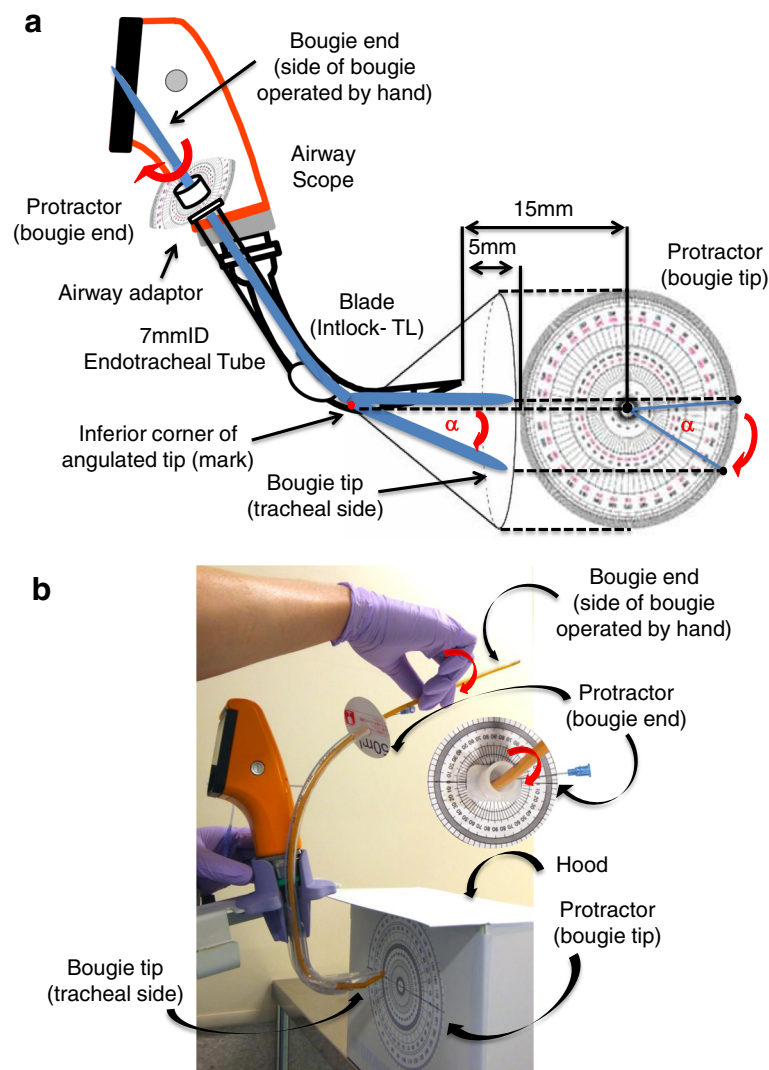 a
Bougie end
(side of bougie
operated by hand)
Airway
Scope
Protractor
(bougie end)
Airway adaptor
15mm
5mm
Protractor
(bougie tip)
Blade
(Intlock- TL)
7mmID
Endotracheal Tube
α
α
Inferior corner of
angulated tip (mark)
Bougie tip
(tracheal side)
b
Bougie end
(side of bougie
operated by hand)
Protractor
(bougie end)
50ml
Hood
Protractor
(bougie tip)
Bougie tip
(tracheal side)